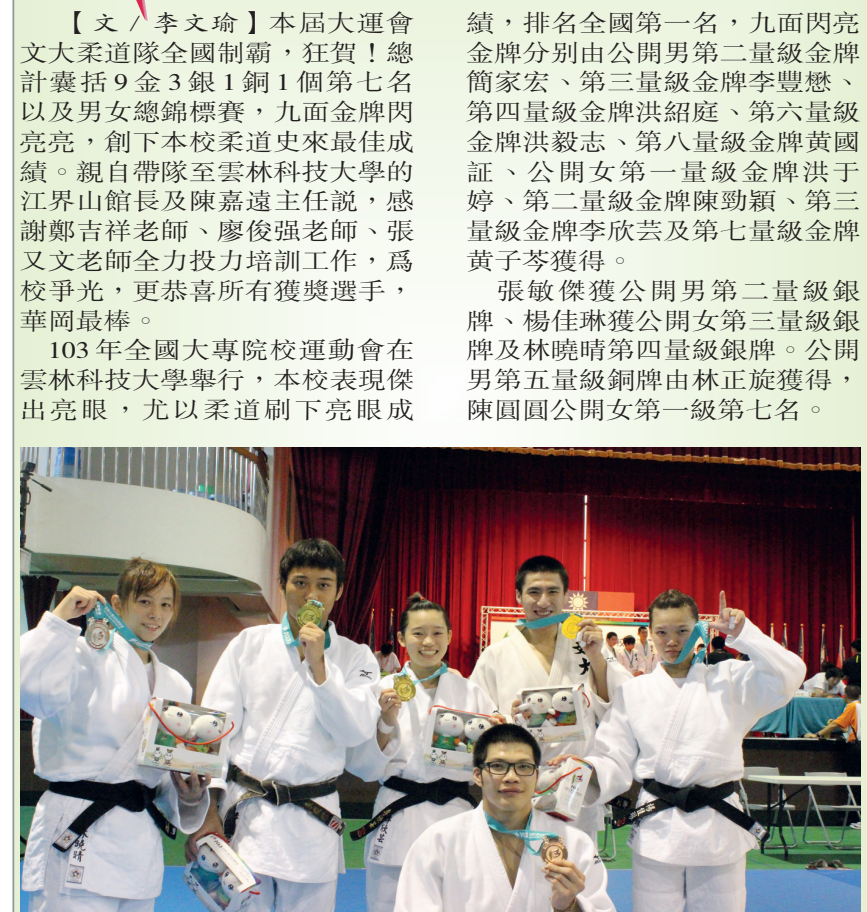 【文/李文瑜】本屆大運會
文大柔道隊全國制霸，狂賀！總
計囊括9金3銀1銅1個第七名
以及男女總錦標賽，九面金牌閃
亮亮，創下本校柔道史來最佳成
績。親自帶隊至雲林科技大學的
江界山館長及陳嘉遠主任說，感
謝鄭吉祥老師、廖俊强老師、張
又文老師全力投力培訓工作，爲
校爭光，更恭喜所有獲獎選手，
華岡最棒。
103年全國大專院校運動會在
雲林科技大學舉行，本校表現傑
出亮眼，尤以柔道刷下亮眼成
績，排名全國第一名，九面閃亮
金牌分别由公開男第二量級金牌
簡家宏、第三量級金牌李豐懋、
第四量級金牌洪紹庭、第六量級
金牌洪毅志、第八量級金牌黃國
証、公開女第一量級金牌洪于
婷、第二量級金牌陳勁穎、第三
量級金牌李欣芸及第七量級金牌
黄子芩獲得。
張敏傑獲公開男第二量級銀
牌、楊佳琳獲公開女第三量級銀
牌及林曉晴第四量級銀牌。公開
男第五量級銅牌由林正旋獲得，
陳圓圓公開女第一級第七名。
文大